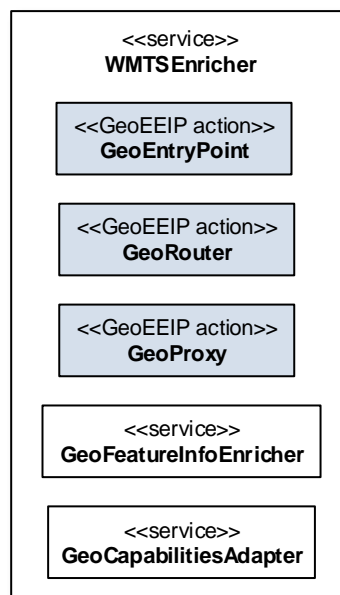 <<service>>
WMTSEnricher
<<GeoEEIP action>>
GeoEntryPoint
<<GeoEEIP action>>
GeoRouter
<<GeoEEIP action>>
GeoProxy
<<service>>
GeoFeatureInfoEnricher
<<service>>
GeoCapabilitiesAdapter